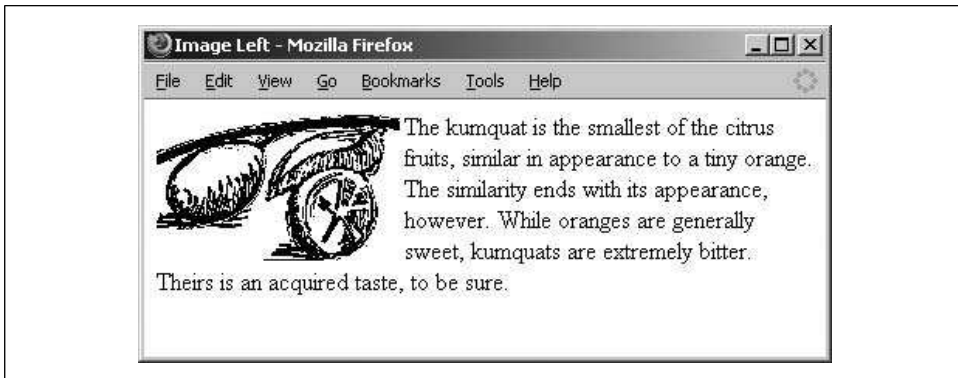 Image Left - Mozilla Firefox
File Edit View Go Bookmarks Tools Help
The kumquat is the smallest of the citrus
fruits, similar in appearance to a tiny orange.
The similarity ends with its appearance,
however. While oranges are generally
sweet, kumquats are extremely bitter.
Theirs is an acquired taste, to be sure.